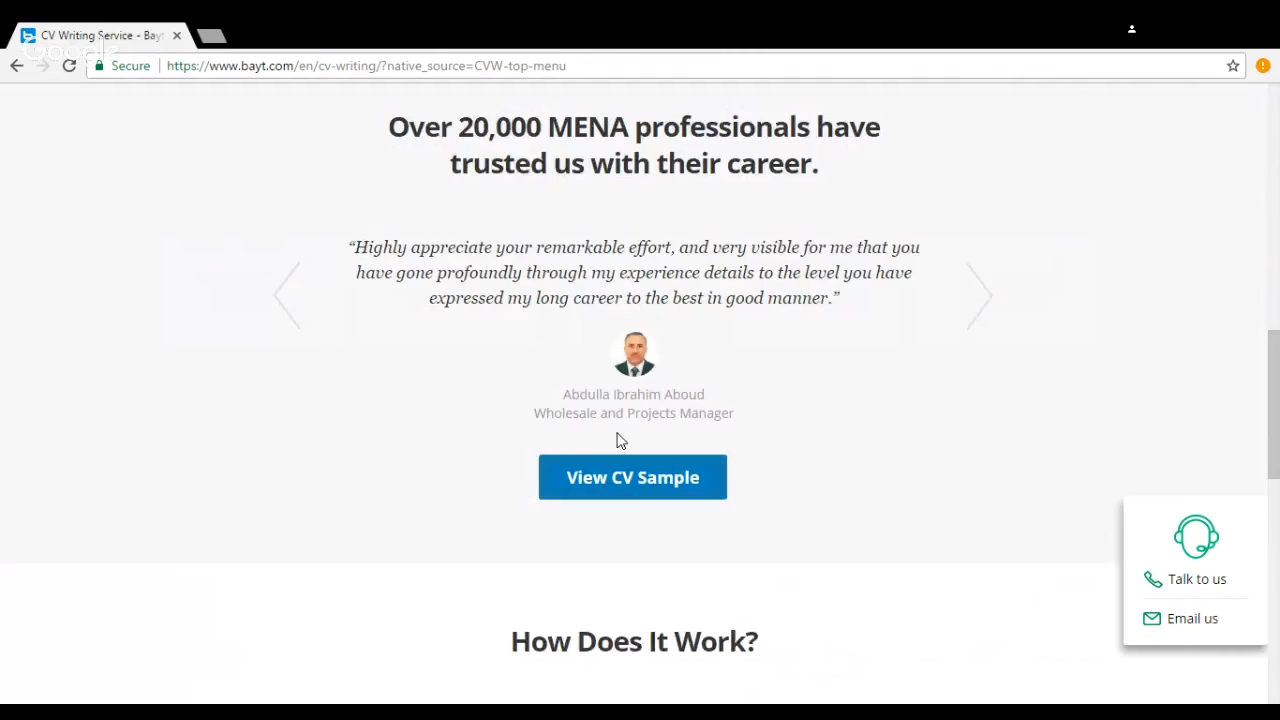 CV Writing Service - Bayt
Google
Secure
https://www.bayt.com/en/cv-writing/?native_source=CVW-top-menu
Over 20,000 MENA professionals have
trusted us with their career.
“Highly appreciate your remarkable effort, and very visible for me that you
have gone profoundly through my experience details to the level you have
expressed my long career to the best in good manner.”
Abdulla Ibrahim Aboud
Wholesale and Projects Manager
View CV Sample
Talk to us
Email us
How Does It Work?